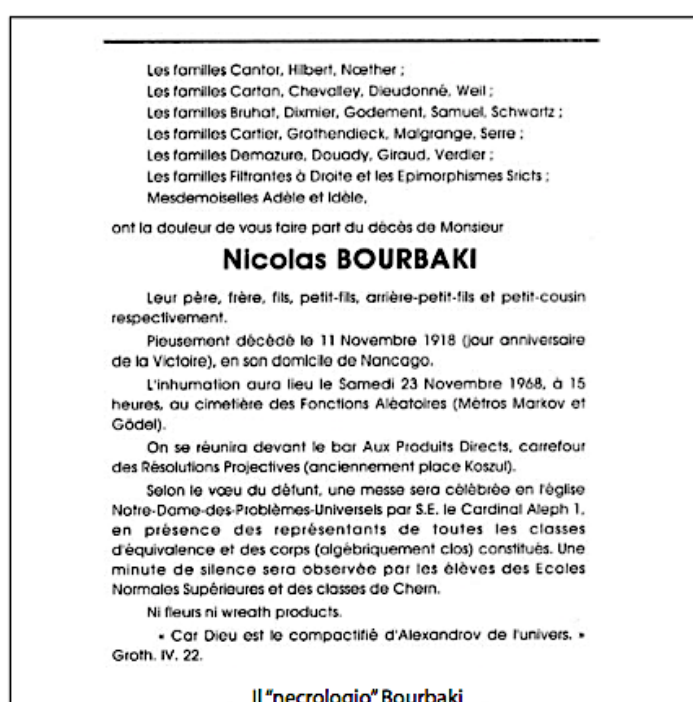 Les familles Cantor, Hilbert, Nœther ;
Les familles Cartan, Chevalley, Dieudonné, Weil ;
Les familles Bruhat, Dixmier, Godement, Samuel, Schwartz ;
Les familles Cartier, Grothendieck, Malgrange, Serre ;
Les familles Demazure, Douady, Giraud, Verdier ;
Les familles Filtrantes à Droite et les Epimorphismes Sricts ;
Mesdemoiselles Adèle et Idèle,
ont la douleur de vous faire part du décès de Monsieur
Nicolas BOURBAKI
Leur père, frère, fils, petit-fils, arrière-petit-fils et petit-cousin
respectivement.
Pieusement décédé le 11 Novembre 1918 (jour anniversaire
de la Victoire), en son domicile de Nancago.
L'inhumation aura lieu le Samedi 23 Novembre 1968, à 15
heures, au cimetière des Fonctions Aléatoires (Métros Markov et
Gödel).
On se réunira devant le bar Aux Produits Directs, carrefour
des Résolutions Projectives (anciennement place Koszul).
Selon le vœu du défunt, une messe sera célébrée en l'église
Notre-Dame-des-Problèmes-Universels par S.E. le Cardinal Aleph 1,
en présence des représentants de toutes les classes
d'équivalence et des corps (algébriquement clos) constitués. Une
minute de silence sera observée par les élèves des Ecoles
Normales Supérieures et des classes de Chern.
Ni fleurs ni wreath products.
« Car Dieu est le compactifié d'Alexandrov de l'univers. »
Groth. IV. 22.
Il "necrologio" Bourbaki